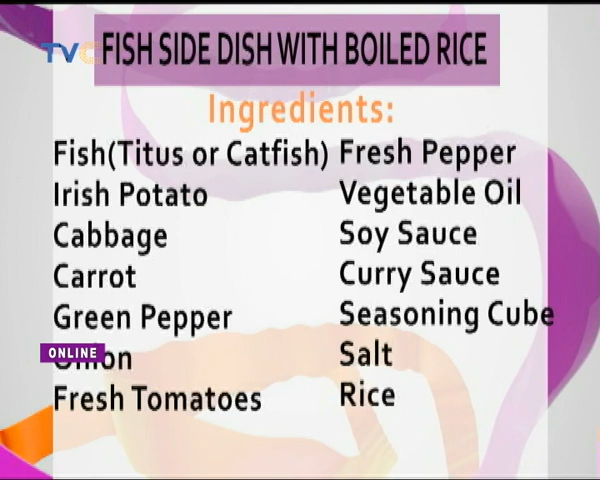 TVC
FISH SIDE DISH WITH BOILED RICE
Ingredients:
Fish(Titus or Catfish)
Irish Potato
Cabbage
Carrot
Green Pepper
Onion
Fresh Tomatoes
Fresh Pepper
Vegetable Oil
Soy Sauce
Curry Sauce
Seasoning Cube
Salt
Rice
ONLINE